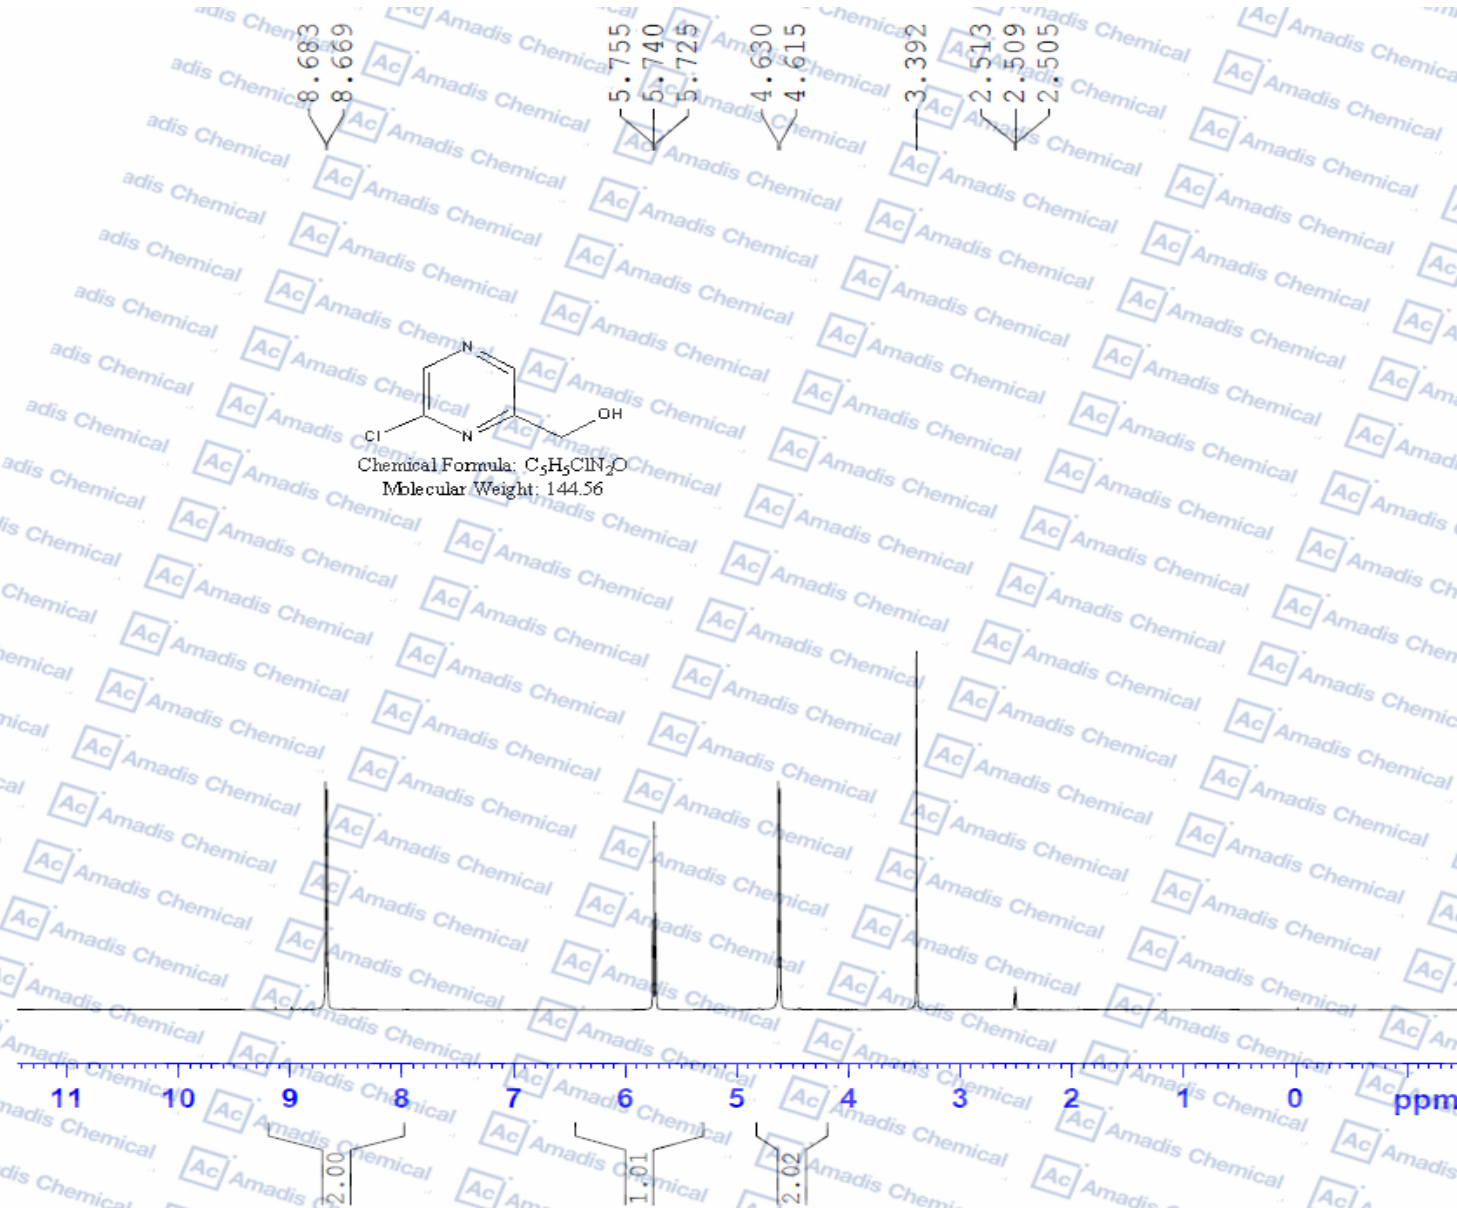 8.683
8.669
5.755
5.740
5.725
4.630
4.615
3.392
2.513
2.509
2.505
N
OH
Cl
N
Chemical Formula: C₅H₅ClN₂O
Molecular Weight: 144.56
11 10 9 8 7 6 5 4 3 2 1 0 ppm
2.00
1.01
2.02
Ac Amadis Chemical